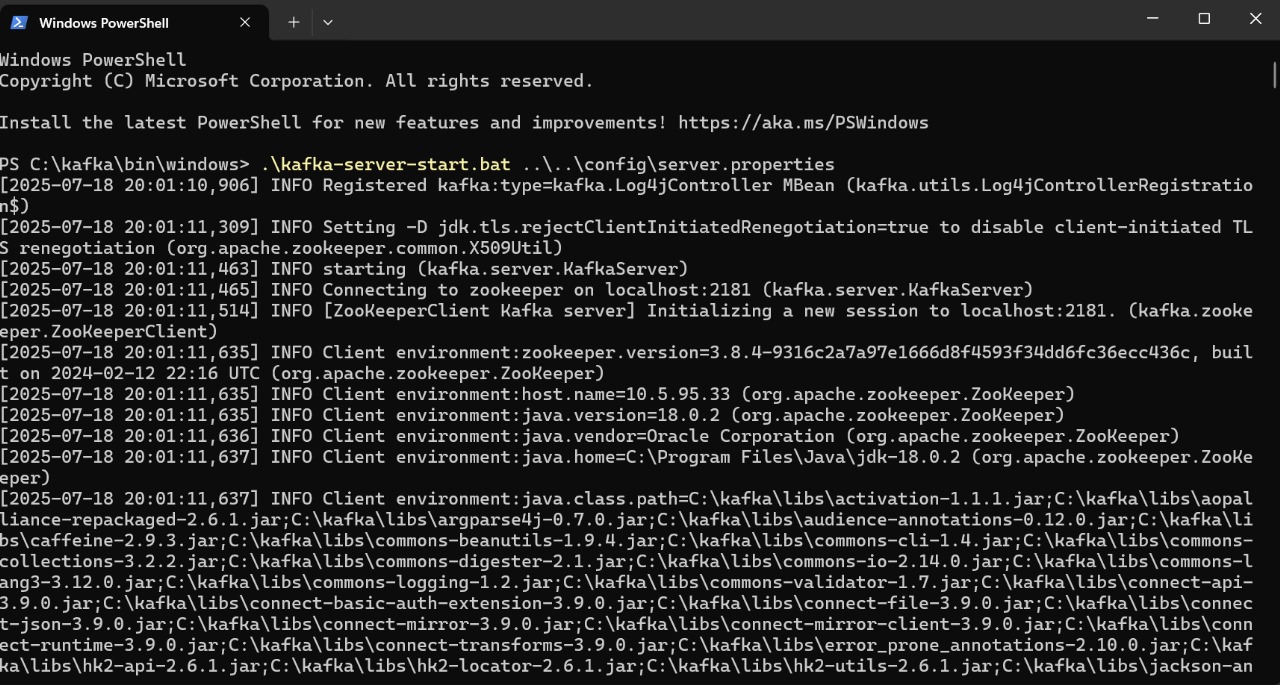 Windows PowerShell
Windows PowerShell
Copyright (C) Microsoft Corporation. All rights reserved.
Install the latest PowerShell for new features and improvements! https://aka.ms/PSWindows
PS C:\kafka\bin\windows> .\kafka-server-start.bat ..\..\config\server.properties
[2025-07-18 20:01:10,906] INFO Registered kafka:type=kafka.Log4jController MBean (kafka.utils.Log4jControllerRegistratio
n$)
[2025-07-18 20:01:11,309] INFO Setting -D jdk.tls.rejectClientInitiatedRenegotiation=true to disable client-initiated TL
S renegotiation (org.apache.zookeeper.common.X509Util)
[2025-07-18 20:01:11,463] INFO starting (kafka.server.KafkaServer)
[2025-07-18 20:01:11,465] INFO Connecting to zookeeper on localhost:2181 (kafka.server.KafkaServer)
[2025-07-18 20:01:11,514] INFO [ZooKeeperClient Kafka server] Initializing a new session to localhost:2181. (kafka.zooke
eper.ZooKeeperClient)
[2025-07-18 20:01:11,635] INFO Client environment:zookeeper.version=3.8.4-9316c2a7a97e1666d8f4593f34dd6fc36ecc436c, buil
t on 2024-02-12 22:16 UTC (org.apache.zookeeper.ZooKeeper)
[2025-07-18 20:01:11,635] INFO Client environment:host.name=10.5.95.33 (org.apache.zookeeper.ZooKeeper)
[2025-07-18 20:01:11,635] INFO Client environment:java.version=18.0.2 (org.apache.zookeeper.ZooKeeper)
[2025-07-18 20:01:11,636] INFO Client environment:java.vendor=Oracle Corporation (org.apache.zookeeper.ZooKeeper)
[2025-07-18 20:01:11,637] INFO Client environment:java.home=C:\Program Files\Java\jdk-18.0.2 (org.apache.zookeeper.ZooKe
eper)
[2025-07-18 20:01:11,637] INFO Client environment:java.class.path=C:\kafka\libs\activation-1.1.1.jar;C:\kafka\libs\aopal
liance-repackaged-2.6.1.jar;C:\kafka\libs\argparse4j-0.7.0.jar;C:\kafka\libs\audience-annotations-0.12.0.jar;C:\kafka\li
bs\caffeine-2.9.3.jar;C:\kafka\libs\commons-beanutils-1.9.4.jar;C:\kafka\libs\commons-cli-1.4.jar;C:\kafka\libs\commons-
collections-3.2.2.jar;C:\kafka\libs\commons-digester-2.1.jar;C:\kafka\libs\commons-io-2.14.0.jar;C:\kafka\libs\commons-l
ang3-3.12.0.jar;C:\kafka\libs\commons-logging-1.2.jar;C:\kafka\libs\commons-validator-1.7.jar;C:\kafka\libs\connect-api-
3.9.0.jar;C:\kafka\libs\connect-basic-auth-extension-3.9.0.jar;C:\kafka\libs\connect-file-3.9.0.jar;C:\kafka\libs\connec
t-json-3.9.0.jar;C:\kafka\libs\connect-mirror-3.9.0.jar;C:\kafka\libs\connect-mirror-client-3.9.0.jar;C:\kafka\libs\conn
ect-runtime-3.9.0.jar;C:\kafka\libs\connect-transforms-3.9.0.jar;C:\kafka\libs\error_prone_annotations-2.10.0.jar;C:\kaf
ka\libs\hk2-api-2.6.1.jar;C:\kafka\libs\hk2-locator-2.6.1.jar;C:\kafka\libs\hk2-utils-2.6.1.jar;C:\kafka\libs\jackson-an